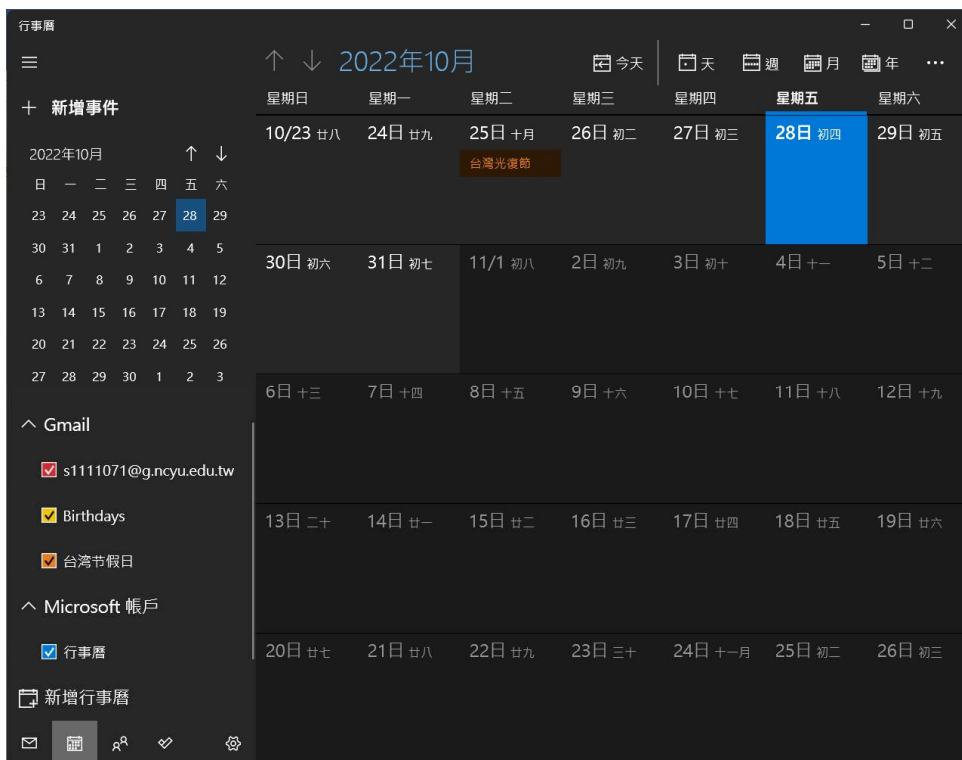 行事曆
2022年10月 今天 天 週 月 年
新增事件
星期日 星期一 星期二 星期三 星期四 星期五 星期六
10/23 廿八 24日 廿九 25日 十月 26日 初二 27日 初三 28日 初四 29日 初五
台灣光復節
30日 初六 31日 初七 11/1 初八 2日 初九 3日 初十 4日 十一 5日 十二
6日 十三 7日 十四 8日 十五 9日 十六 10日 十七 11日 十八 12日 十九
13日 二十 14日 廿一 15日 廿二 16日 廿三 17日 廿四 18日 廿五 19日 廿六
20日 廿七 21日 廿八 22日 廿九 23日 三十 24日 十一月 25日 初二 26日 初三
2022年10月
日 一 二 三 四 五 六
23 24 25 26 27 28 29
30 31 1 2 3 4 5
6 7 8 9 10 11 12
13 14 15 16 17 18 19
20 21 22 23 24 25 26
27 28 29 30 1 2 3
Gmail
s1111071@g.ncyu.edu.tw
Birthdays
台湾节假日
Microsoft 帳戶
行事曆
新增行事曆